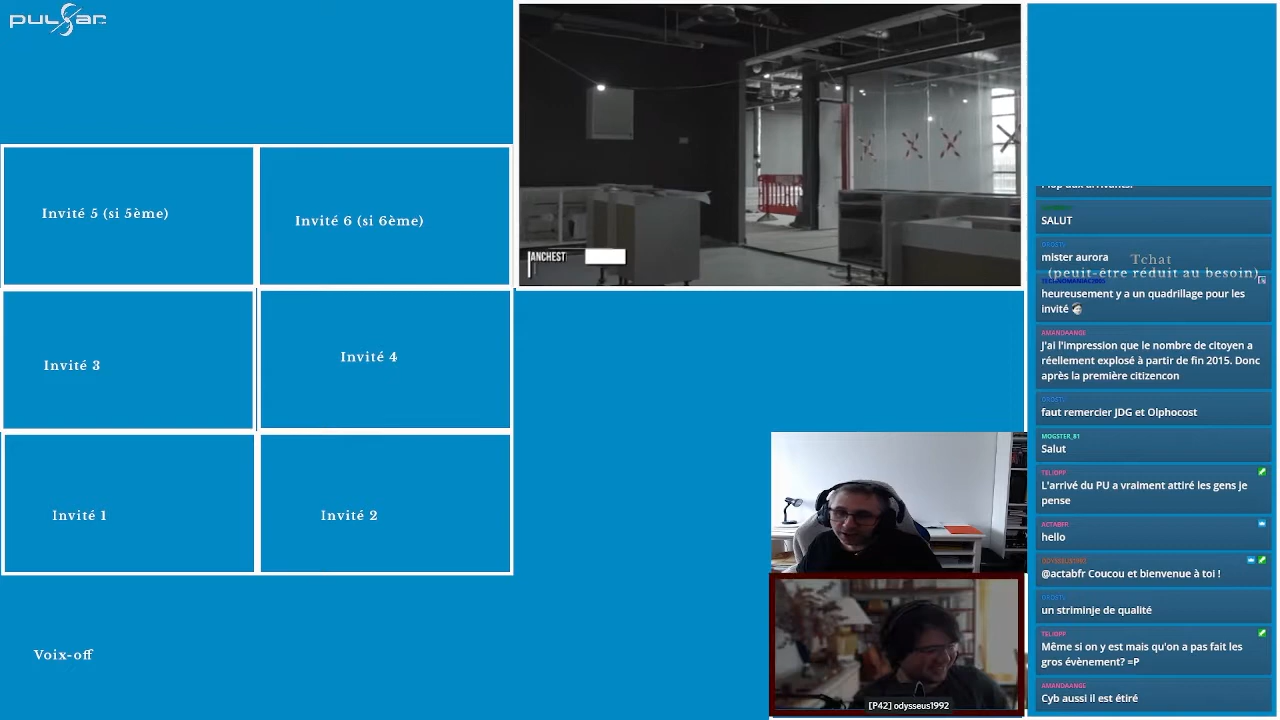 pulsar
Invité 5 (si 5ème)
Invité 6 (si 6ème)
Invité 3
Invité 4
Invité 1
Invité 2
Voix-off
ANCHEST
[P42] odysseus1992
SALUT
mister aurora
Tchat
(peuit-être réduit au besoin)
heureusement y a un quadrillage pour les
invité
AMANDAANGE
J'ai l'impression que le nombre de citoyen a
réellement explosé à partir de fin 2015. Donc
après la première citizencon
faut remercier JDG et Olphocost
MOGSTER_81
Salut
TELIOPF
L'arrivé du PU a vraiment attiré les gens je
pense
ACTABFR
hello
ODYSSEUS1992
@actabfr Coucou et bienvenue à toi !
un striminje de qualité
TELIOPF
Même si on y est mais qu'on a pas fait les
gros évènement? =P
AMANDAANGE
Cyb aussi il est étiré